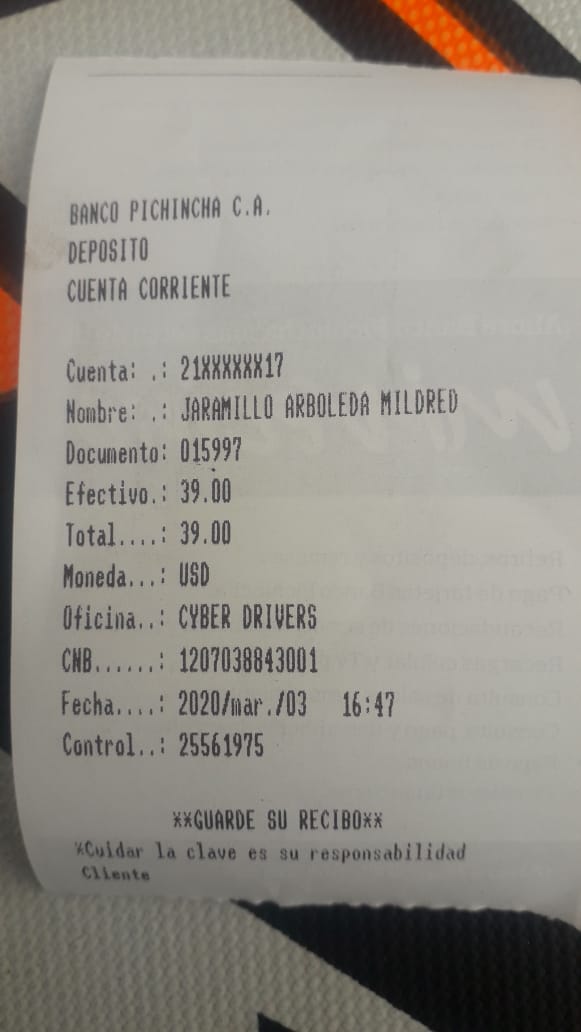 BANCO PICHINCHA C.A.
DEPOSITO
CUENTA CORRIENTE
Cuenta: .: 21XXXXXX17
Nombre: .: JARAMILLO ARBOLEDA MILDRED
Documento: 015997
Efectivo.: 39.00
Total....: 39.00
Moneda...: USD
Oficina..: CYBER DRIVERS
CNB......: 1207038843001
Fecha....: 2020/mar./03 16:47
Control..: 25561975
**GUARDE SU RECIBO**
*Cuidar la clave es su responsabilidad
Cliente